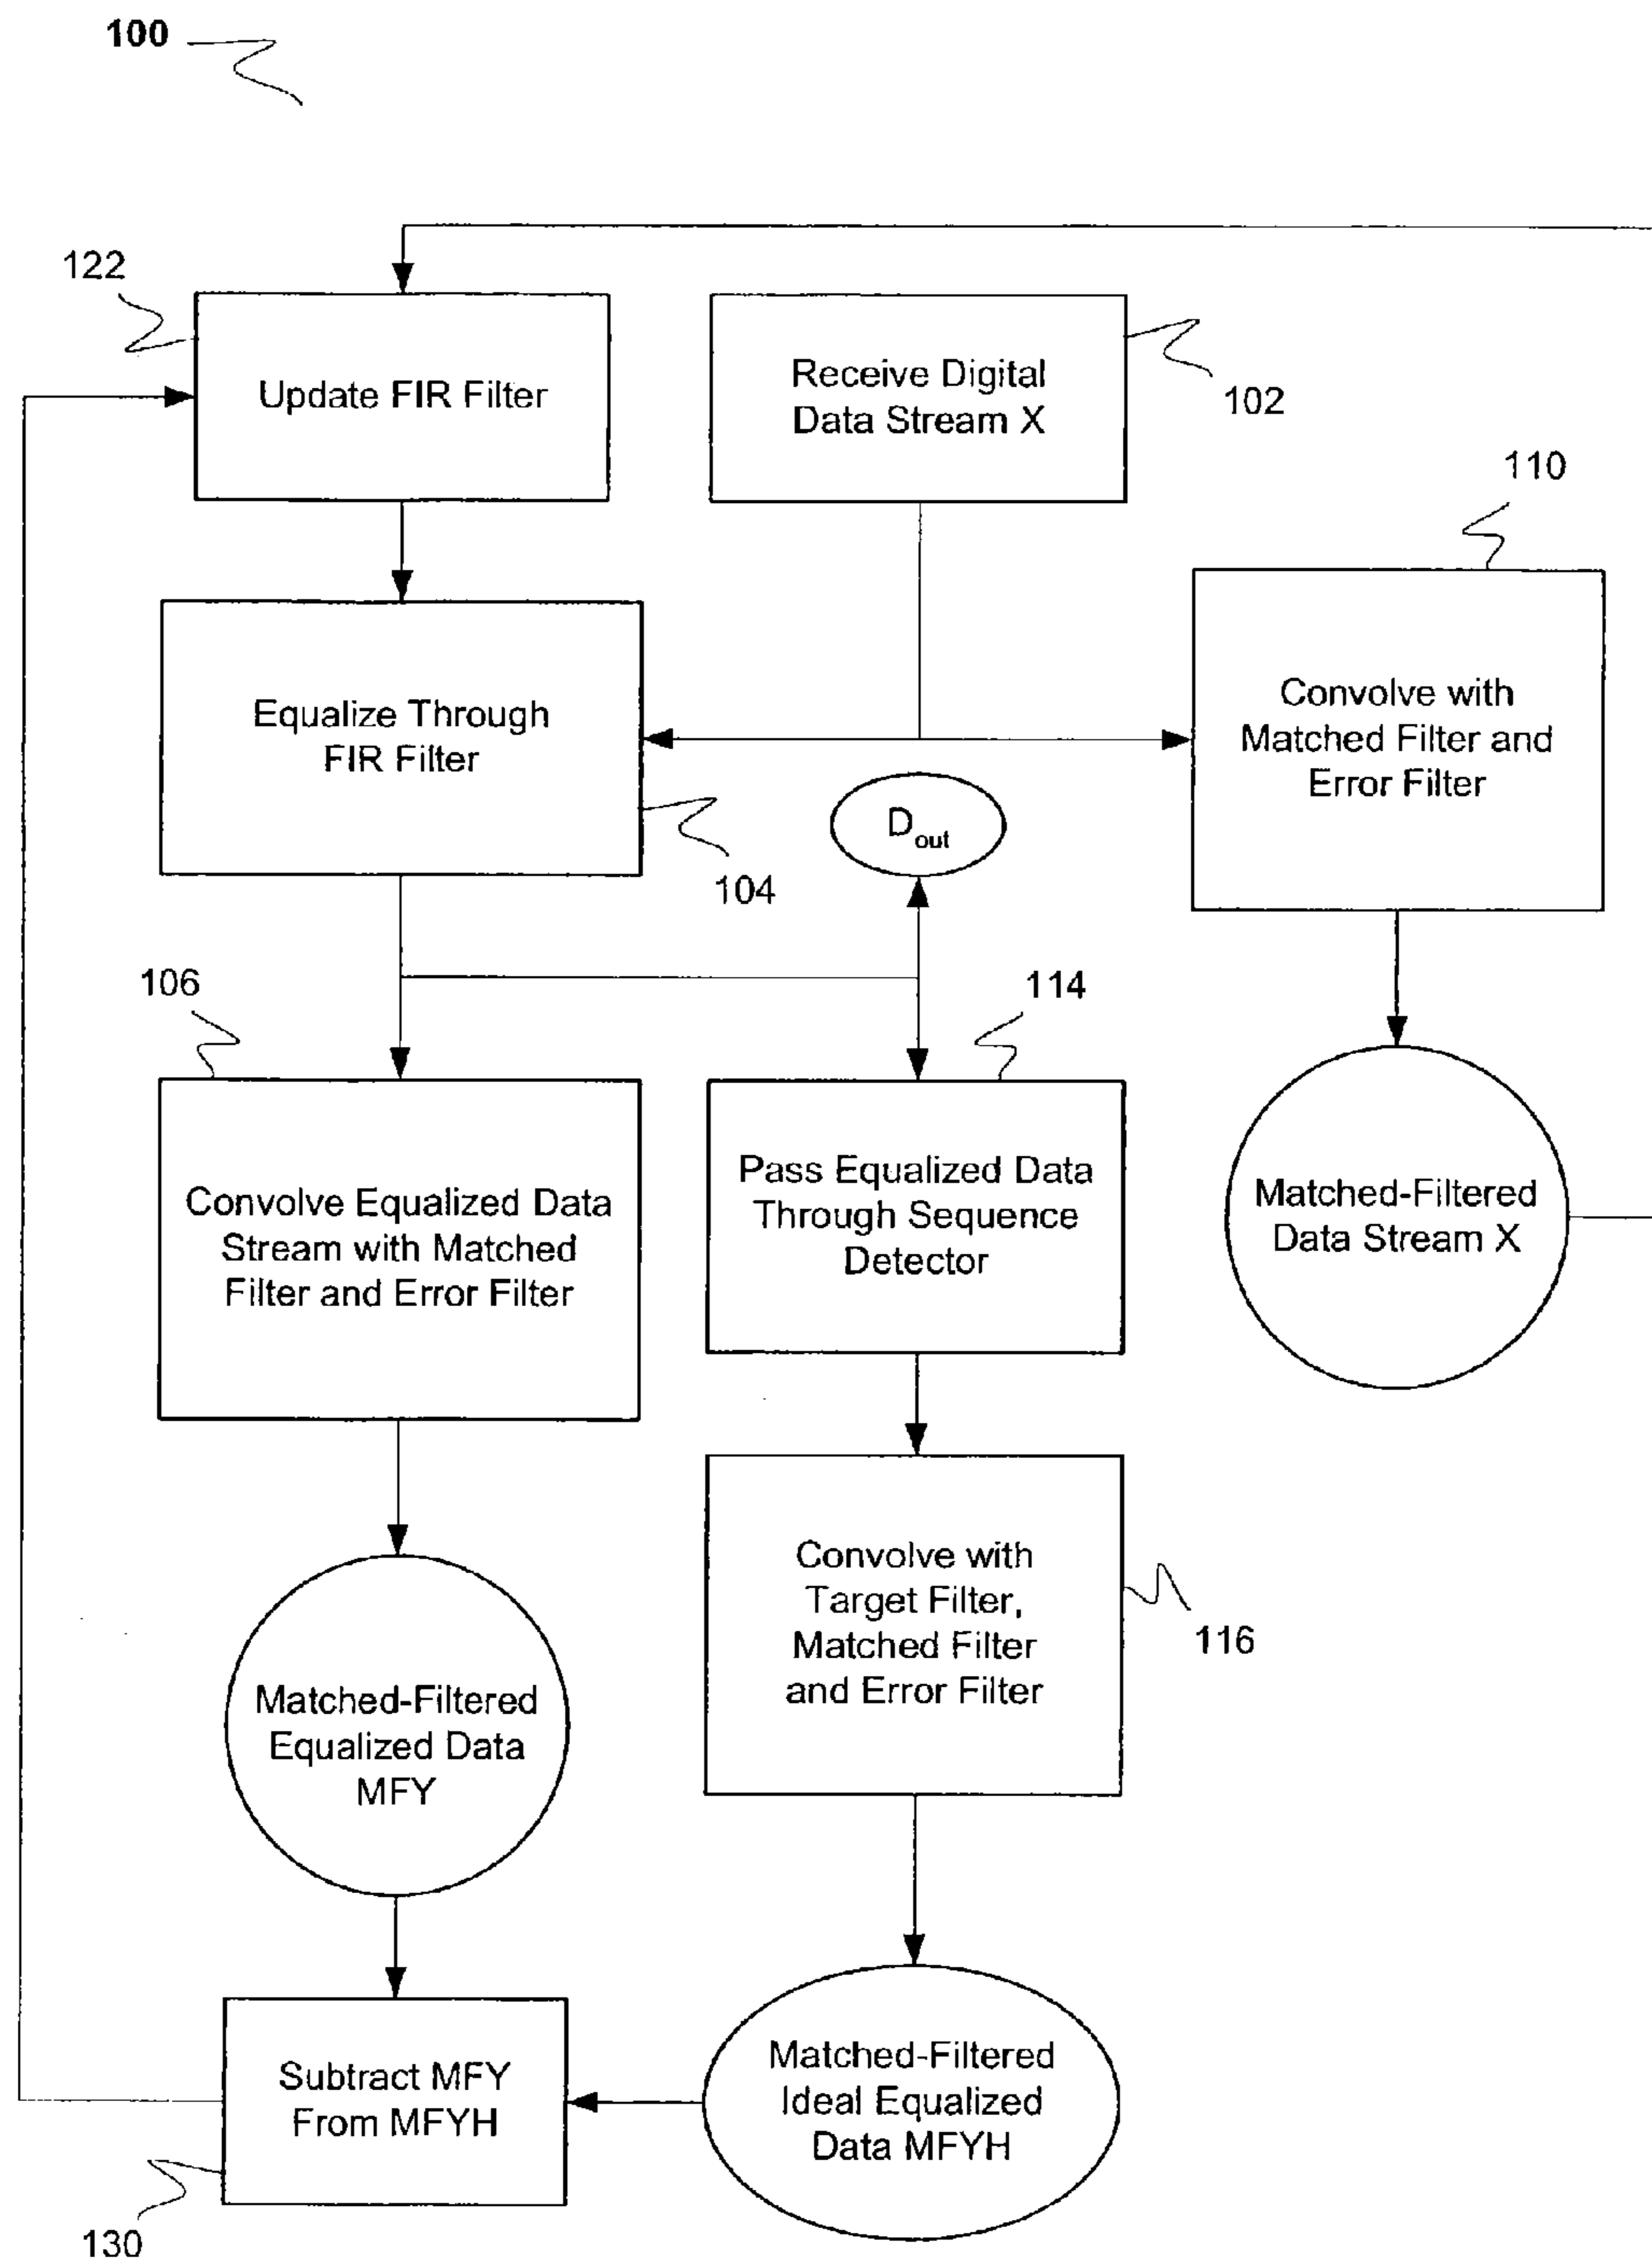 100
122
Update FIR Filter
Receive Digital
Data Stream X
102
110
Equalize Through
FIR Filter
104
Convolve with
Matched Filter and
Error Filter
Dout
106
114
Convolve Equalized Data
Stream with Matched
Filter and Error Filter
Pass Equalized Data
Through Sequence
Detector
Matched-Filtered
Data Stream X
Convolve with
Target Filter,
Matched Filter
and Error Filter
116
Matched-Filtered
Equalized Data
MFY
Subtract MFY
From MFYH
Matched-Filtered
Ideal Equalized
Data MFYH
130